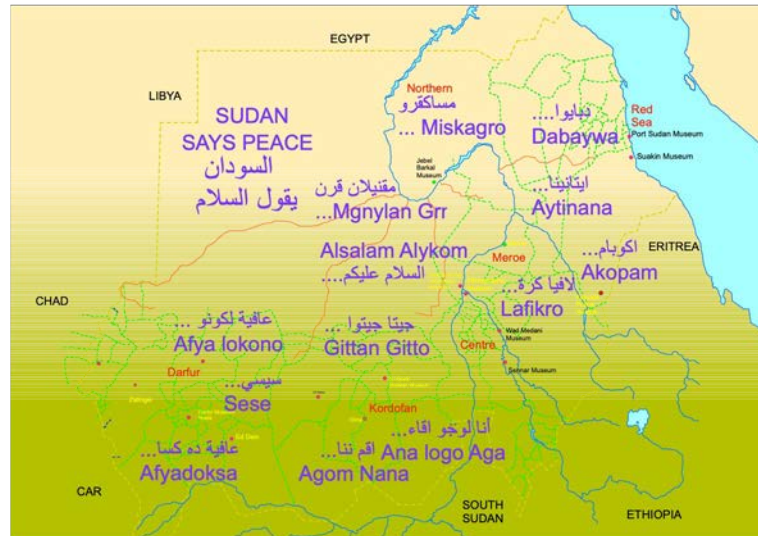 EGYPT
LIBYA
Northern
مساكقرو
... Miskagro
دبايوا....
Dabaywa
Red
Sea
Port Sudan Museum
Suakin Museum
SUDAN
SAYS PEACE
السودان
يقول السلام
Jebel
Barkal
Museum
مقنيلان قرن
...Mgnylan Grr
ايتانينا...
Aytinana
Alsalam Alykom
السلام عليكم....
Meroe
اكوبام...
Akopam
ERITREA
لافيا كرة...
Lafikro
CHAD
عافية لكونو ...
Afya lokono
Darfur
جيتا جيتوا ...
Gittan Gitto
Wad Medani
Museum
Centre
Sennar Museum
سيسي...
Sese
Zalingei
Kordofan
Ed Dein
عافية ده كسا...
Afyadoksa
أنا لوجو اقاء...
Ana logo Aga
اقم ننا...
Agom Nana
CAR
SOUTH
SUDAN
ETHIOPIA